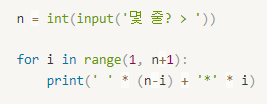 n = int(input('몇 줄? > '))

for i in range(1, n+1):
    print(' ' * (n-i) + '*' * i)